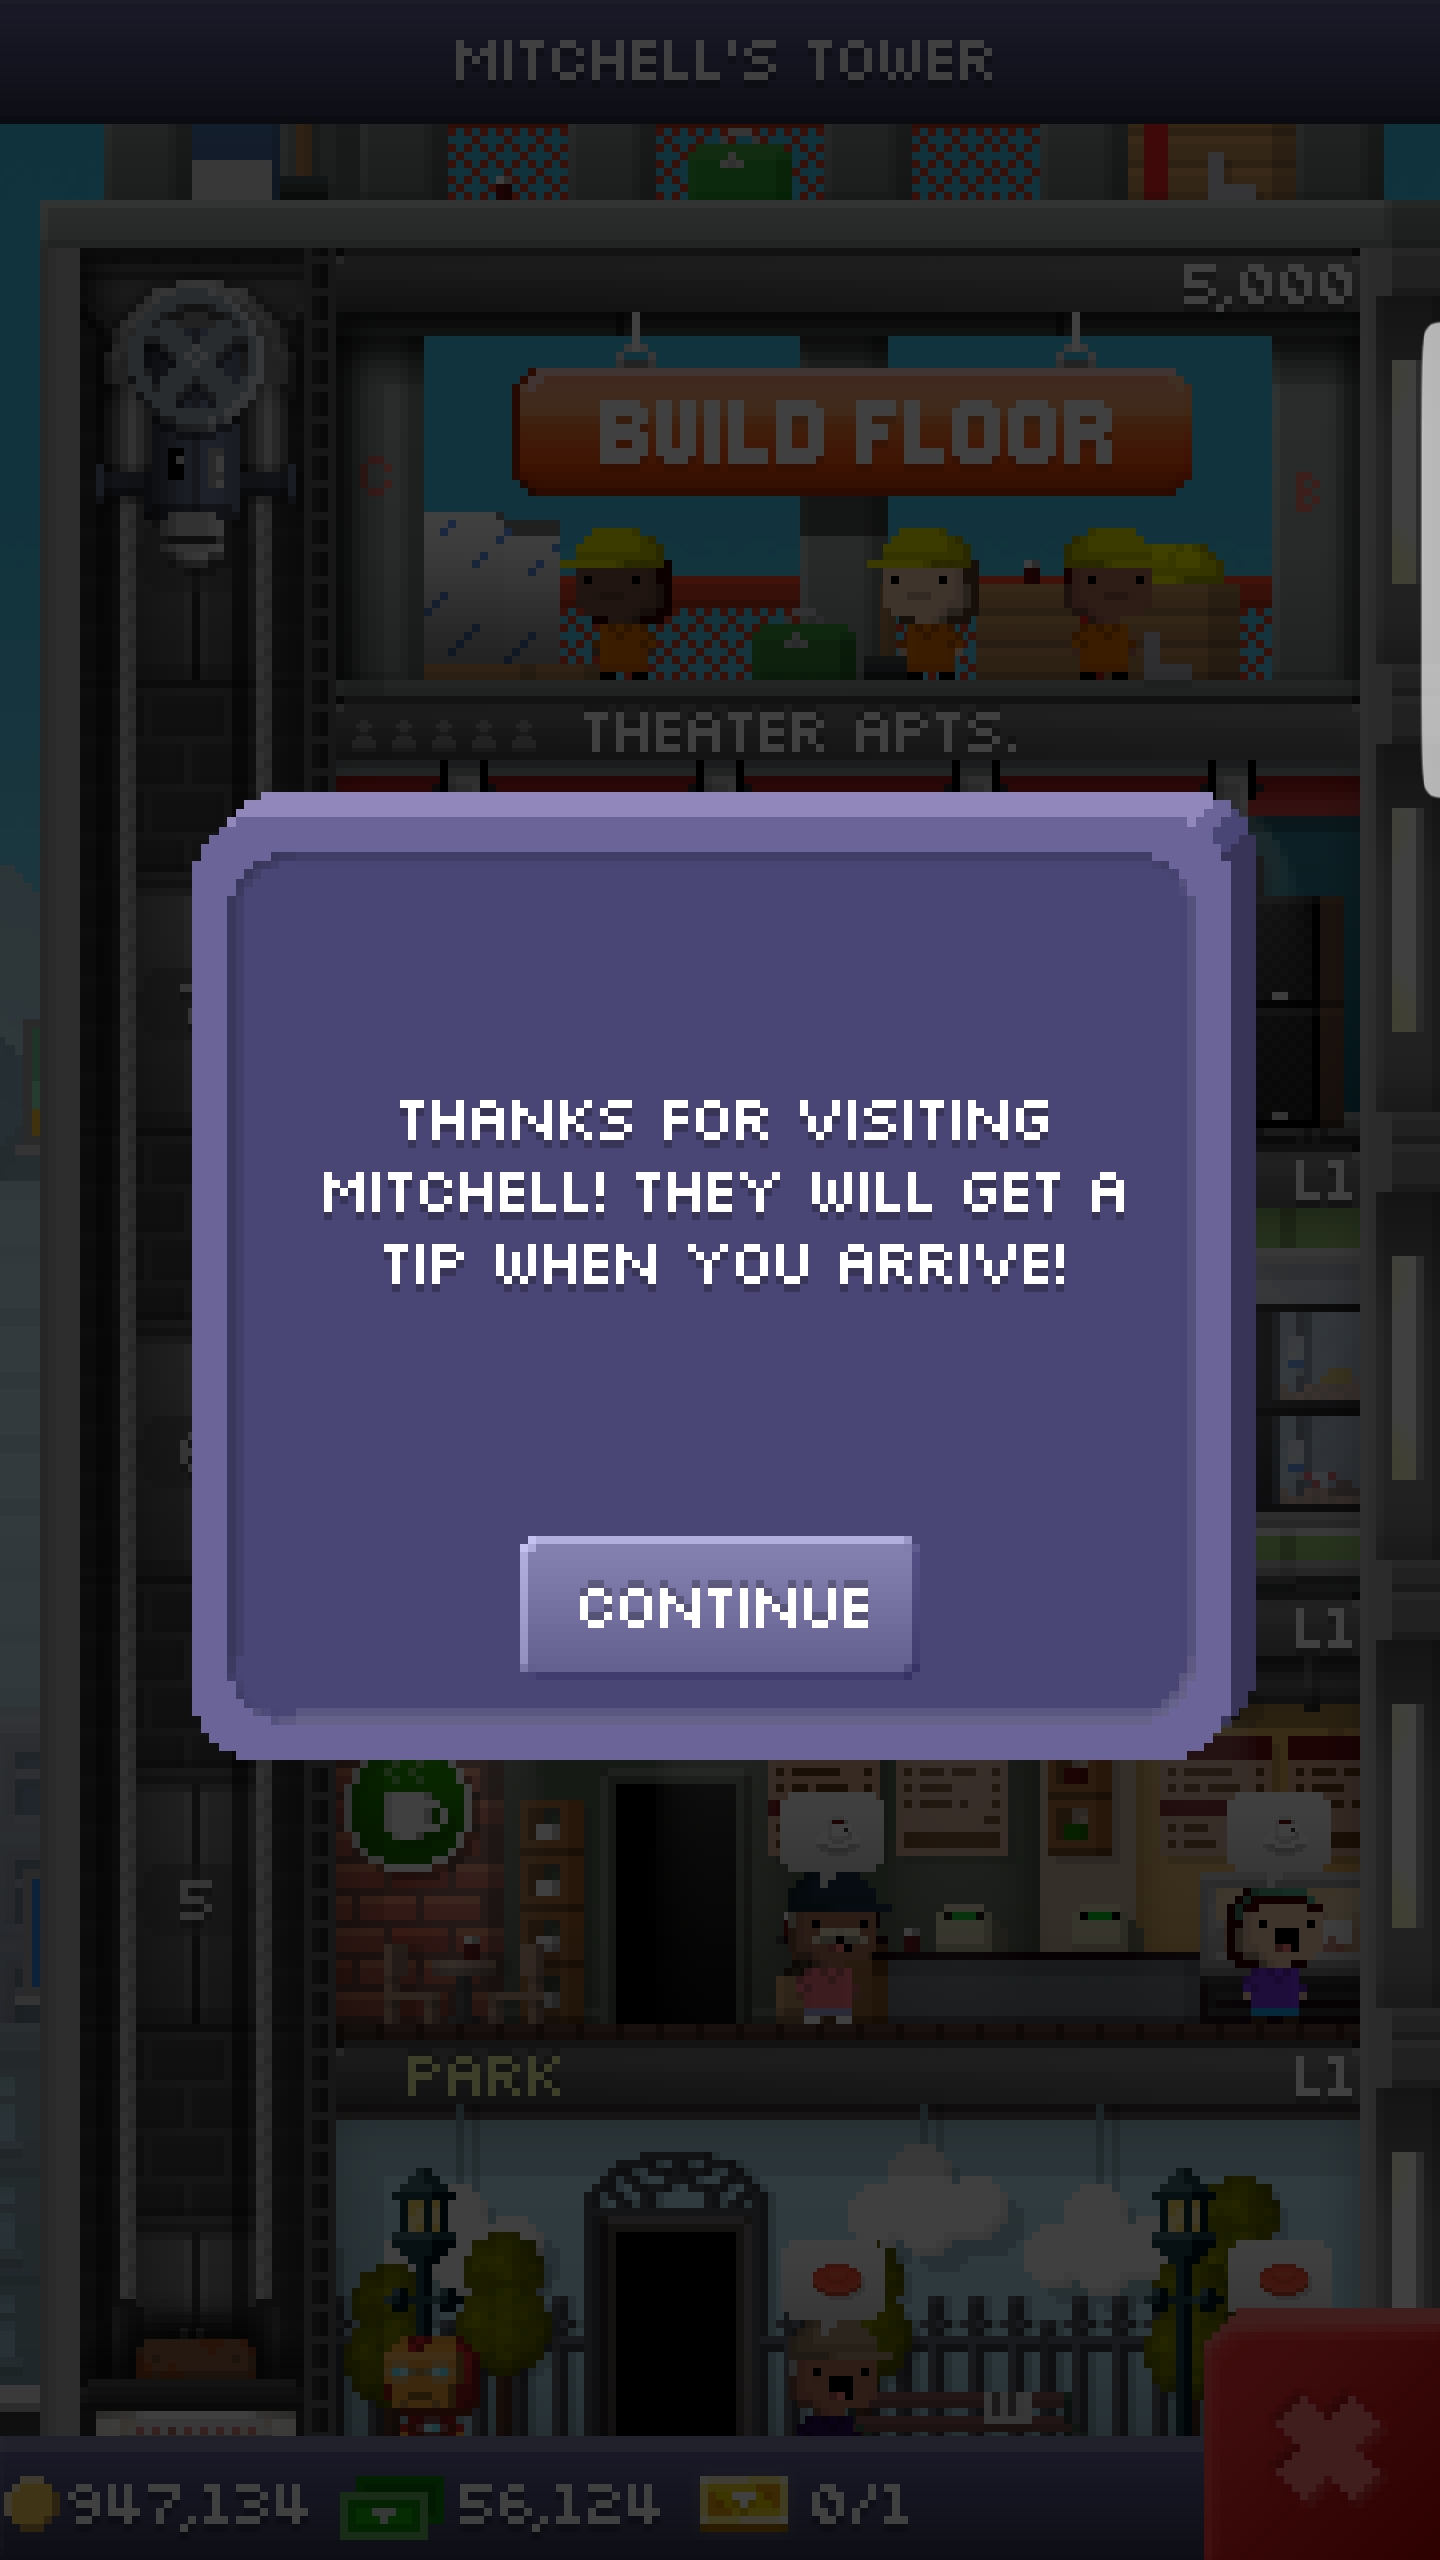 MITCHELL'S TOWER
5,000
C
BUILD FLOOR
B
THEATER APTS.
THANKS FOR VISITING
MITCHELL! THEY WILL GET A
TIP WHEN YOU ARRIVE!
L1
CONTINUE
L1
5
PARK
L1
947,134
56,124
0/1